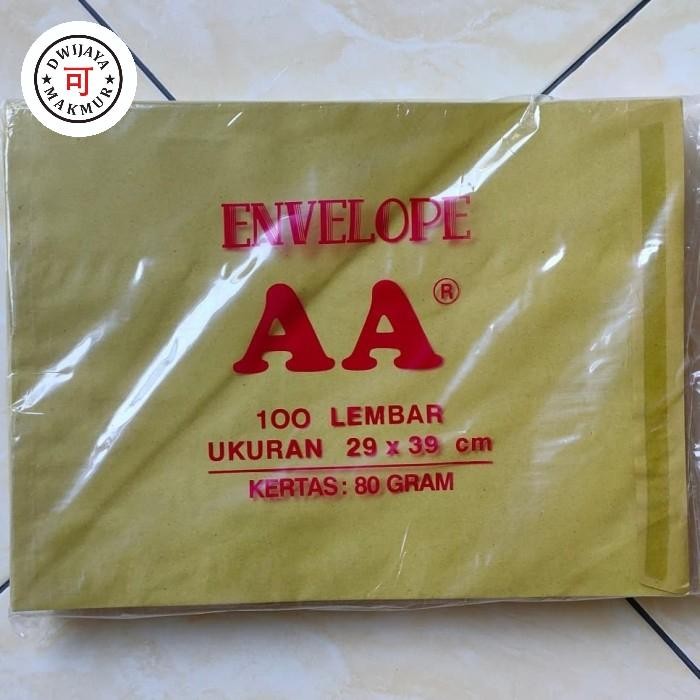 DWIJAYA
可
MAKMUR
ENVELOPE
AA®
100 LEMBAR
UKURAN 29 x 39 cm
KERTAS: 80 GRAM